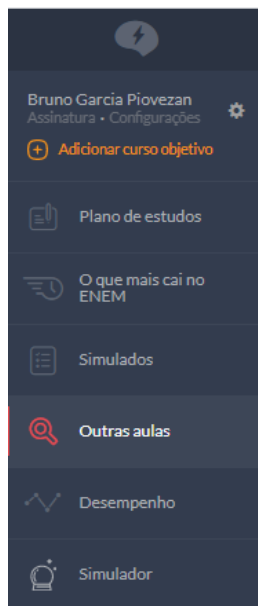 Bruno Garcia Piovezan
Assinatura • Configurações
Adicionar curso objetivo
Plano de estudos
O que mais cai no
ENEM
Simulados
Outras aulas
Desempenho
Simulador